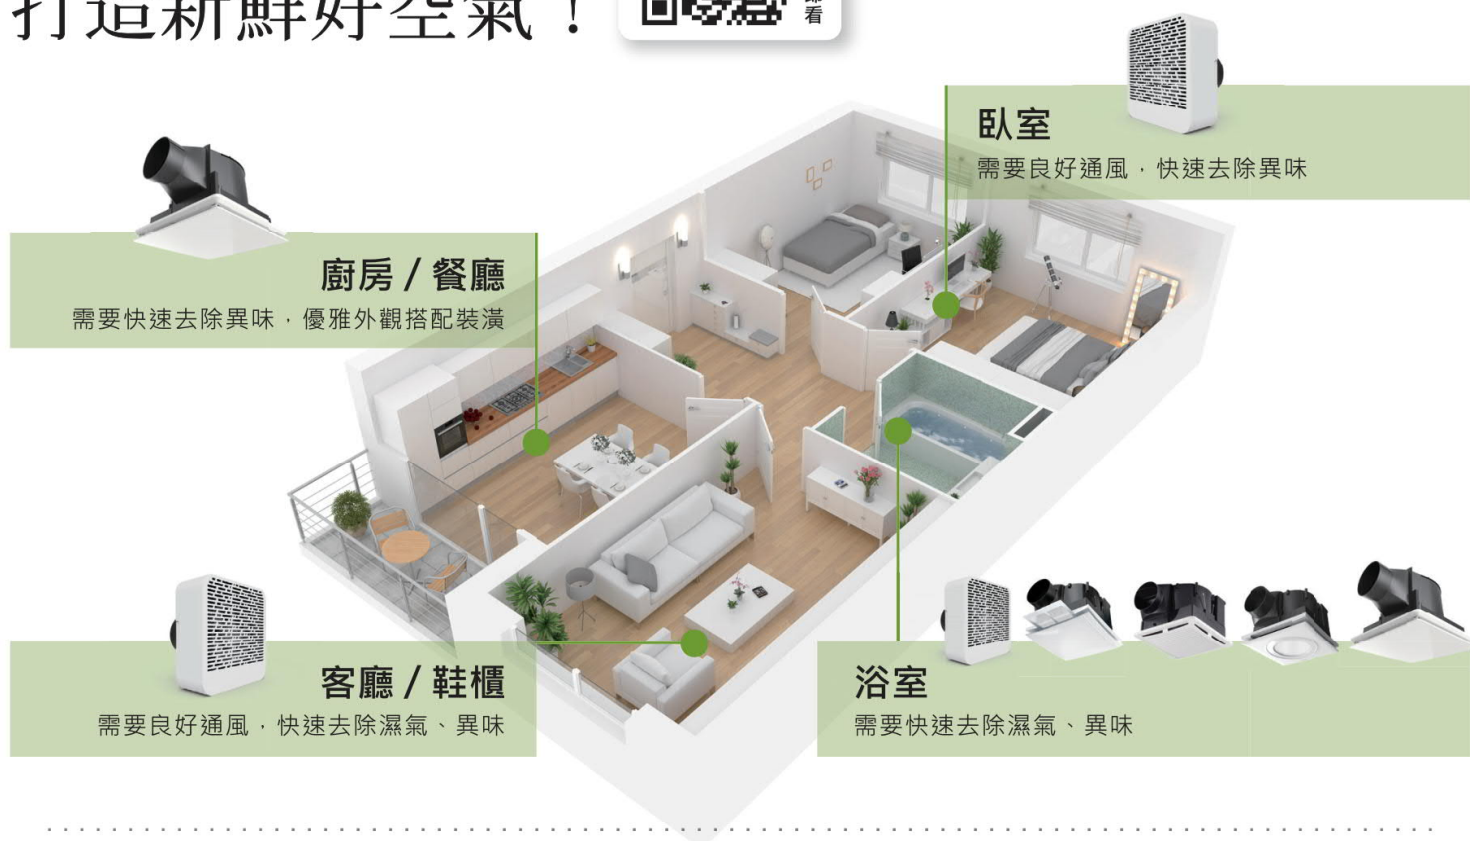 打造新鮮好空氣！
看
臥室
需要良好通風，快速去除異味
廚房 / 餐廳
需要快速去除異味，優雅外觀搭配裝潢
客廳 / 鞋櫃
需要良好通風，快速去除濕氣、異味
浴室
需要快速去除濕氣、異味